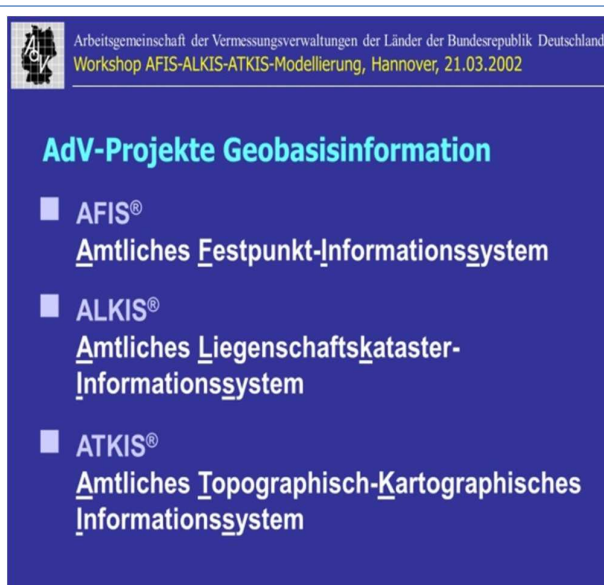 AdV
Arbeitsgemeinschaft der Vermessungsverwaltungen der Länder der Bundesrepublik Deutschland
Workshop AFIS-ALKIS-ATKIS-Modellierung, Hannover, 21.03.2002
AdV-Projekte Geobasisinformation
AFIS®
Amtliches Festpunkt-Informationssystem
ALKIS®
Amtliches Liegenschaftskataster-
Informationssystem
ATKIS®
Amtliches Topographisch-Kartographisches
Informationssystem